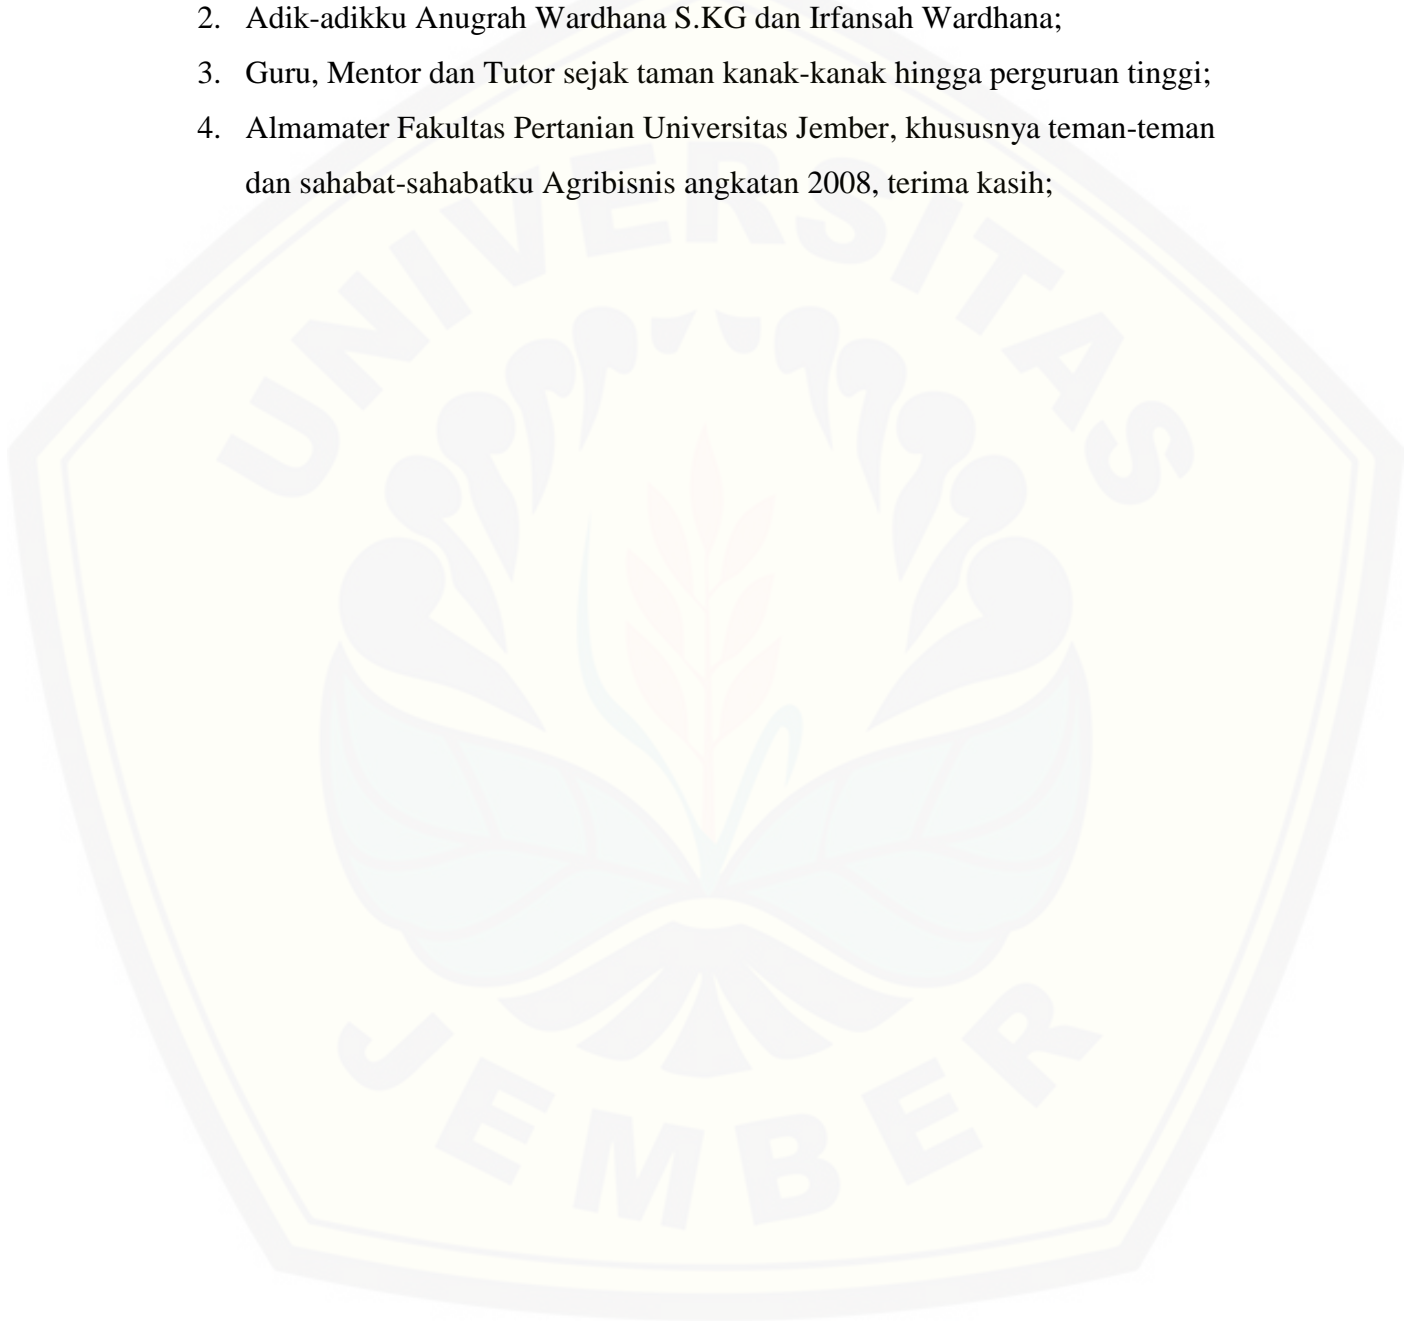 2. Adik-adikku Anugrah Wardhana S.KG dan Irfansah Wardhana;
3. Guru, Mentor dan Tutor sejak taman kanak-kanak hingga perguruan tinggi;
4. Almamater Fakultas Pertanian Universitas Jember, khususnya teman-teman
dan sahabat-sahabatku Agribisnis angkatan 2008, terima kasih;
UNIVERSITAS
JEMBER